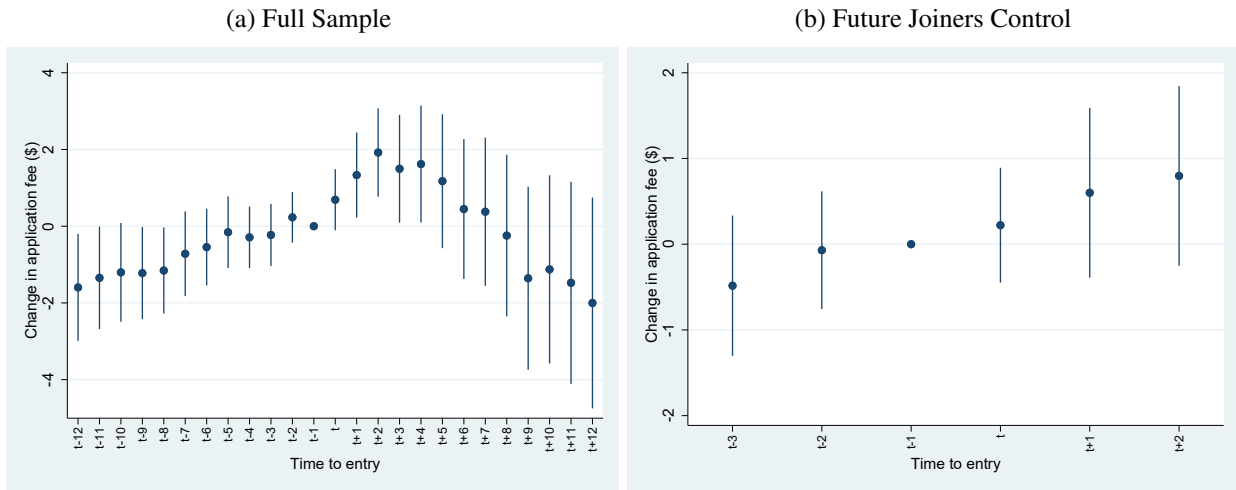 (a) Full Sample
Change in application fee ($)
4
2
0
-2
-4
t-12
t-11
t-10
t-9
t-8
t-7
t-6
t-5
t-4
t-3
t-2
t-1
t
t+1
t+2
t+3
t+4
t+5
t+6
t+7
t+8
t+9
t+10
t+11
t+12
Time to entry
(b) Future Joiners Control
Change in application fee ($)
2
1
0
-1
-2
t-3
t-2
t-1
t
t+1
t+2
Time to entry